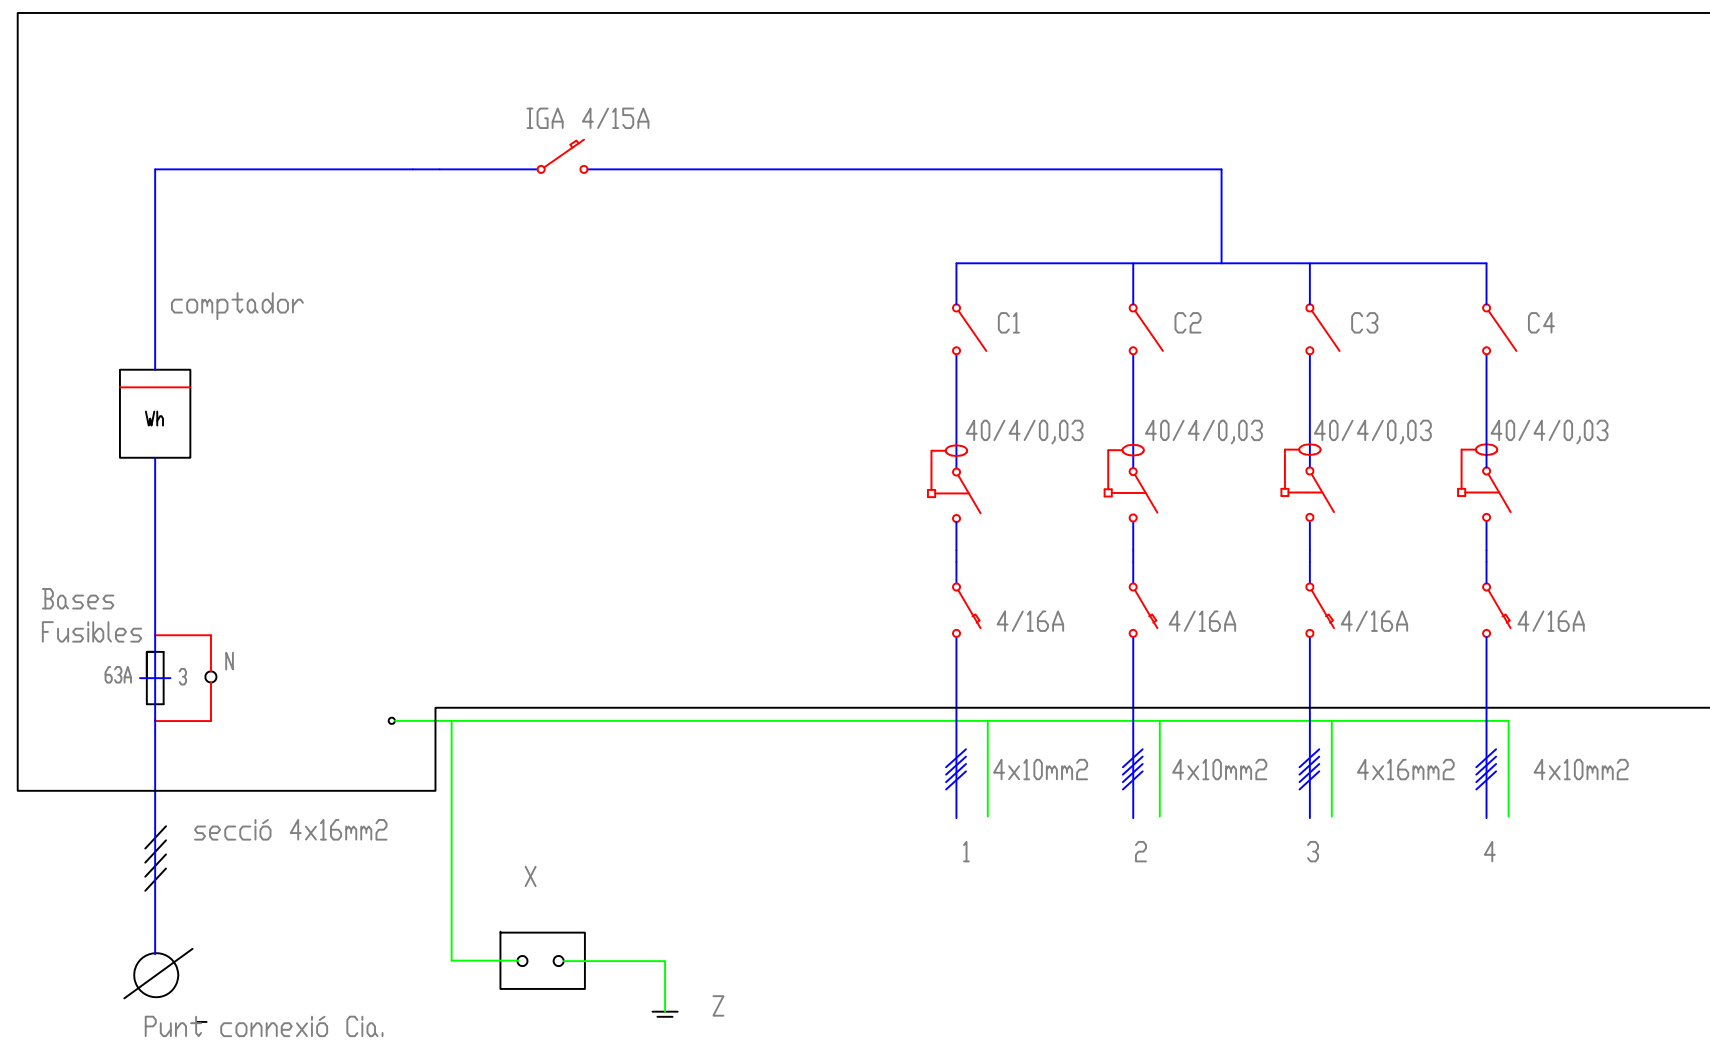 IGA 4/15A
comptador
Wh
C1
C2
C3
C4
40/4/0,03
40/4/0,03
40/4/0,03
40/4/0,03
Bases
Fusibles
63A
3
N
4/16A
4/16A
4/16A
4/16A
4x10mm2
4x10mm2
4x16mm2
4x10mm2
secció 4x16mm2
1
2
3
4
X
Z
Punt connexió Cia.